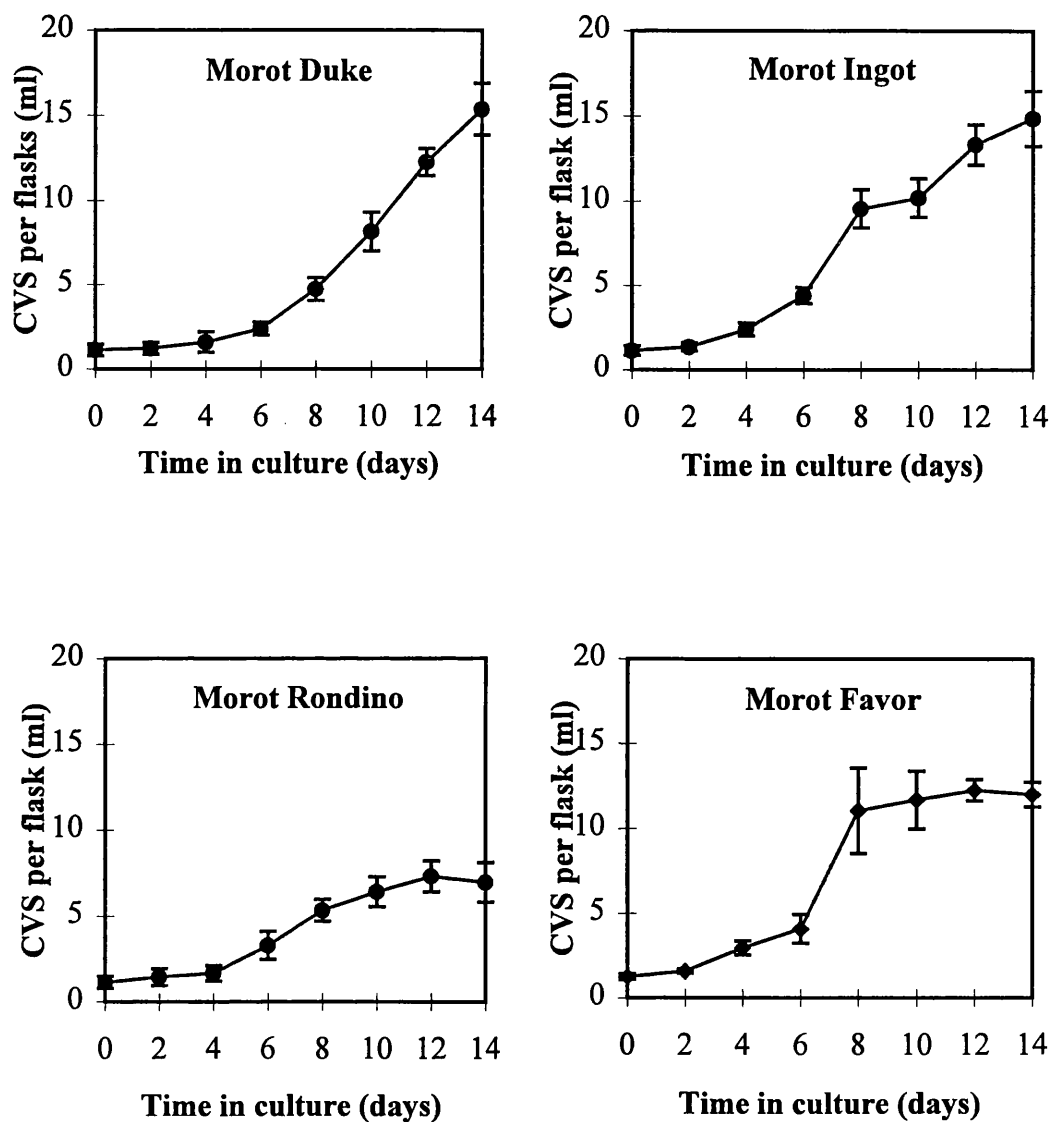 Morot Duke
CVS per flasks (ml)
20
15
10
5
0
0 2 4 6 8 10 12 14
Time in culture (days)
Morot Ingot
CVS per flask (ml)
20
15
10
5
0
0 2 4 6 8 10 12 14
Time in culture (days)
Morot Rondino
CVS per flask (ml)
20
15
10
5
0
0 2 4 6 8 10 12 14
Time in culture (days)
Morot Favor
CVS per flask (ml)
20
15
10
5
0
0 2 4 6 8 10 12 14
Time in culture (days)